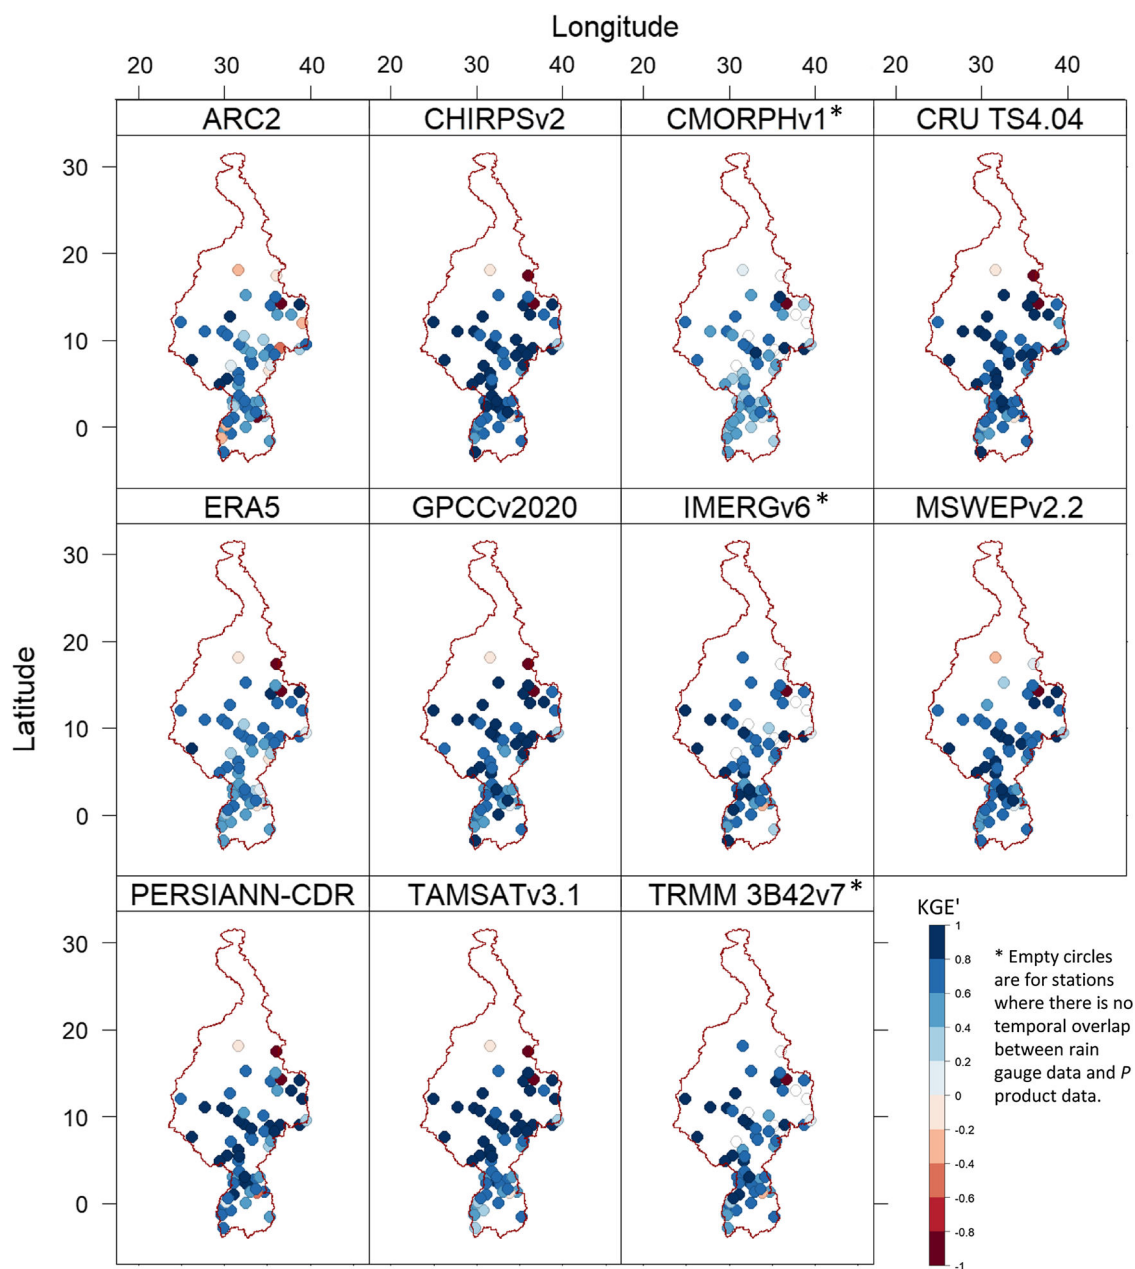 Longitude
20 30 40 20 30 40 20 30 40 20 30 40
ARC2 CHIRPSv2 CMORPHv1* CRU TS4.04
30
20
10
0
ERA5 GPCCv2020 IMERGv6* MSWEPv2.2
30
20
10
0
Latitude
PERSIANN-CDR TAMSATv3.1 TRMM 3B42v7*
30
20
10
0
KGE'
1
0.8
0.6
0.4
0.2
0
-0.2
-0.4
-0.6
-0.8
-1
* Empty circles
are for stations
where there is no
temporal overlap
between rain
gauge data and P
product data.